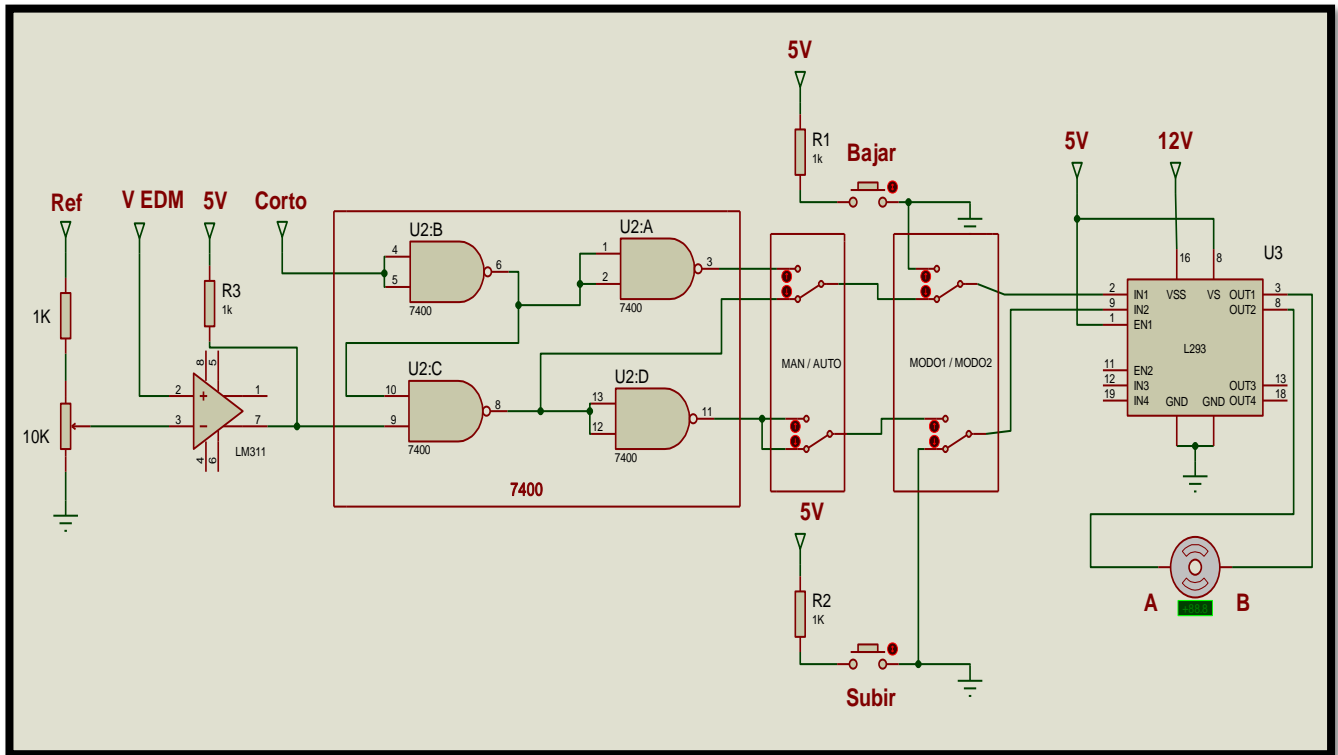 5V
R1
1k
Bajar
5V
12V
Ref
V EDM
5V
Corto
U2:B
U2:A
U3
4
5
6
1
2
3
7400
7400
16
8
R3
1k
1K
2
9
1
IN1
IN2
EN1
VSS
VS
OUT1
OUT2
3
8
L293
U2:C
U2:D
MAN / AUTO
MODO1 / MODO2
8
5
2
3
1
7
4
6
10K
LM311
10
9
8
13
12
11
7400
7400
7400
11
12
19
EN2
IN3
IN4
GND
GND
OUT3
OUT4
13
18
5V
R2
1K
Subir
A
B
+88.8